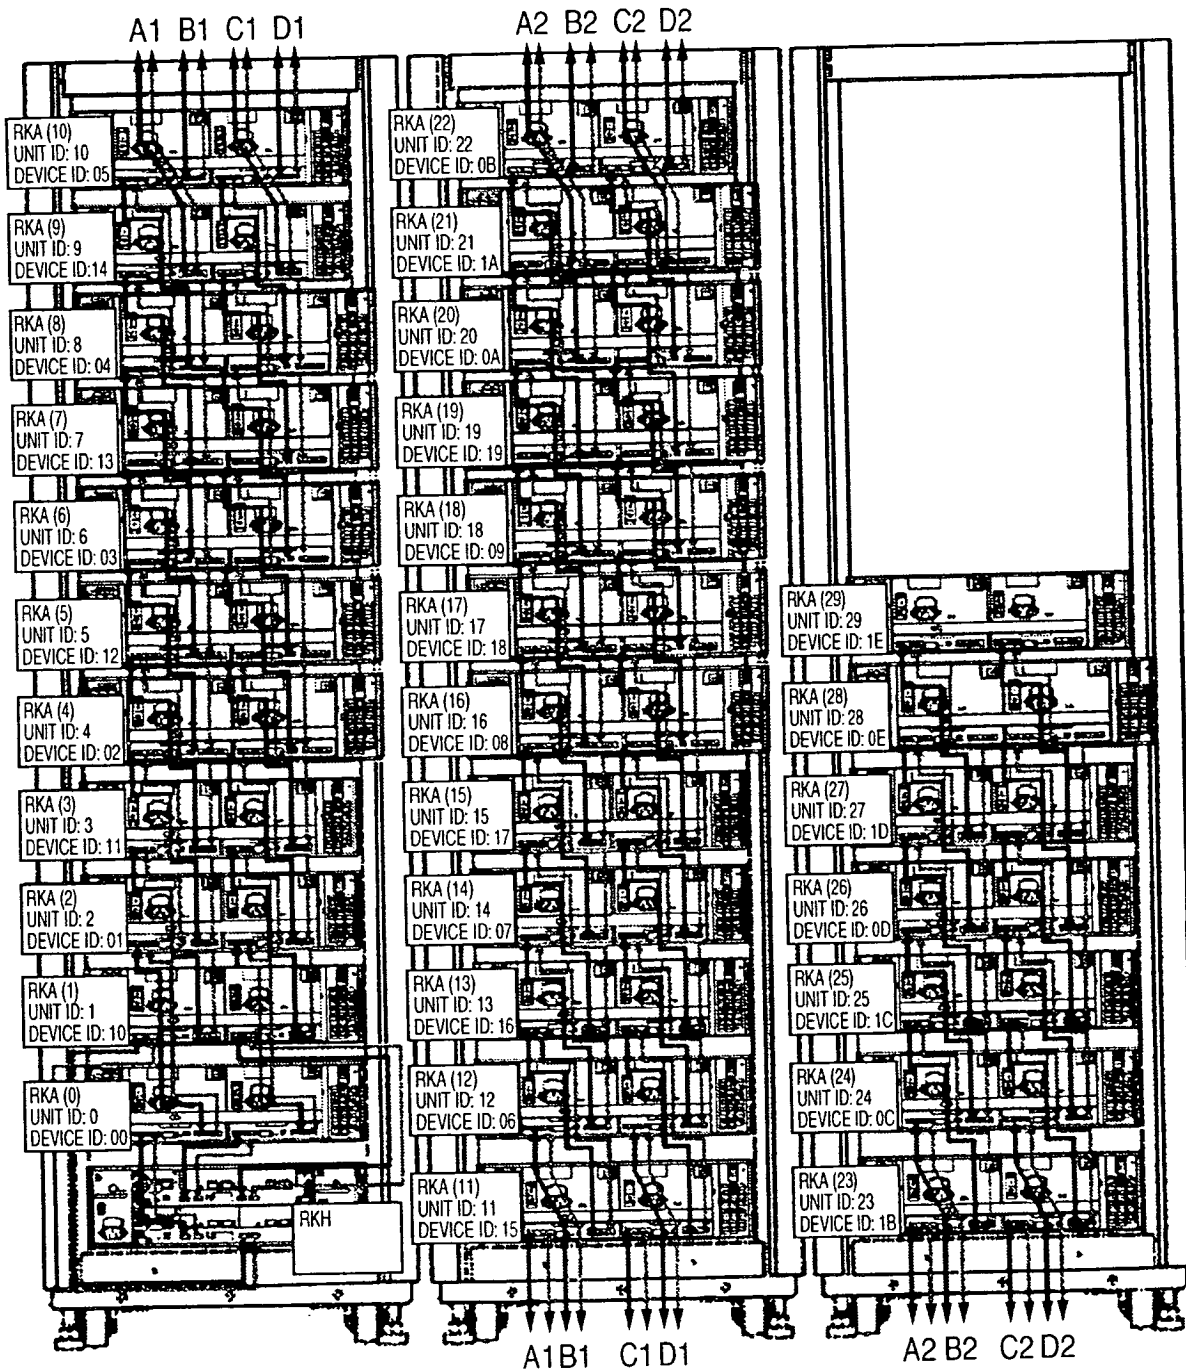 A1 B1 C1 D1
A2 B2 C2 D2
RKA (10)
UNIT ID: 10
DEVICE ID: 05
RKA (9)
UNIT ID: 9
DEVICE ID: 14
RKA (8)
UNIT ID: 8
DEVICE ID: 04
RKA (7)
UNIT ID: 7
DEVICE ID: 13
RKA (6)
UNIT ID: 6
DEVICE ID: 03
RKA (5)
UNIT ID: 5
DEVICE ID: 12
RKA (4)
UNIT ID: 4
DEVICE ID: 02
RKA (3)
UNIT ID: 3
DEVICE ID: 11
RKA (2)
UNIT ID: 2
DEVICE ID: 01
RKA (1)
UNIT ID: 1
DEVICE ID: 10
RKA (0)
UNIT ID: 0
DEVICE ID: 00
RKH
RKA (22)
UNIT ID: 22
DEVICE ID: 0B
RKA (21)
UNIT ID: 21
DEVICE ID: 1A
RKA (20)
UNIT ID: 20
DEVICE ID: 0A
RKA (19)
UNIT ID: 19
DEVICE ID: 19
RKA (18)
UNIT ID: 18
DEVICE ID: 09
RKA (17)
UNIT ID: 17
DEVICE ID: 18
RKA (16)
UNIT ID: 16
DEVICE ID: 08
RKA (15)
UNIT ID: 15
DEVICE ID: 17
RKA (14)
UNIT ID: 14
DEVICE ID: 07
RKA (13)
UNIT ID: 13
DEVICE ID: 16
RKA (12)
UNIT ID: 12
DEVICE ID: 06
RKA (11)
UNIT ID: 11
DEVICE ID: 15
A1 B1 C1 D1
RKA (29)
UNIT ID: 29
DEVICE ID: 1E
RKA (28)
UNIT ID: 28
DEVICE ID: 0E
RKA (27)
UNIT ID: 27
DEVICE ID: 1D
RKA (26)
UNIT ID: 26
DEVICE ID: 0D
RKA (25)
UNIT ID: 25
DEVICE ID: 1C
RKA (24)
UNIT ID: 24
DEVICE ID: 0C
RKA (23)
UNIT ID: 23
DEVICE ID: 1B
A2 B2 C2 D2